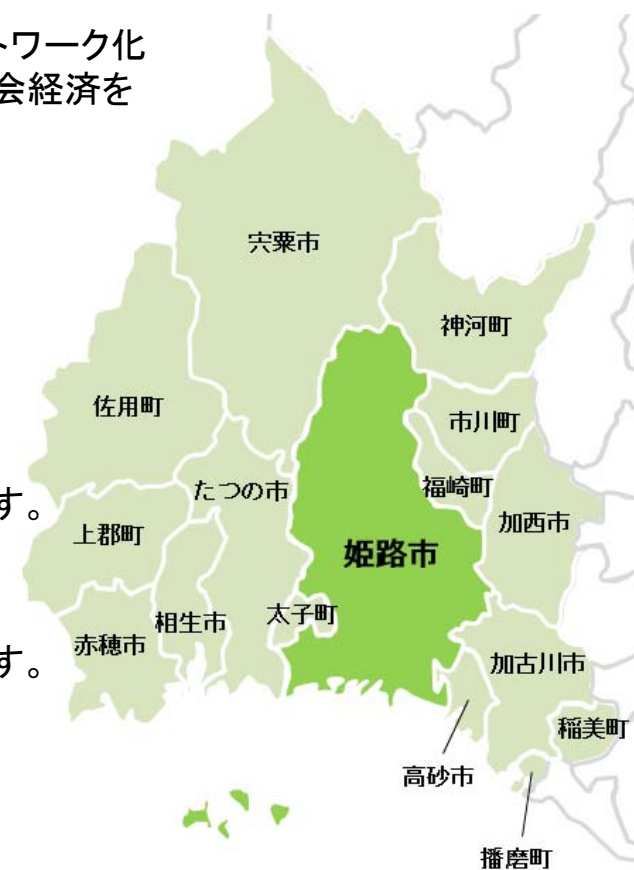 トワーク化
会経済を
宍粟市
神河町
佐用町
市川町
たつの市
福崎町
す。
加西市
上郡町
姫路市
太子町
相生市
赤穂市
す。
加古川市
稲美町
高砂市
播磨町